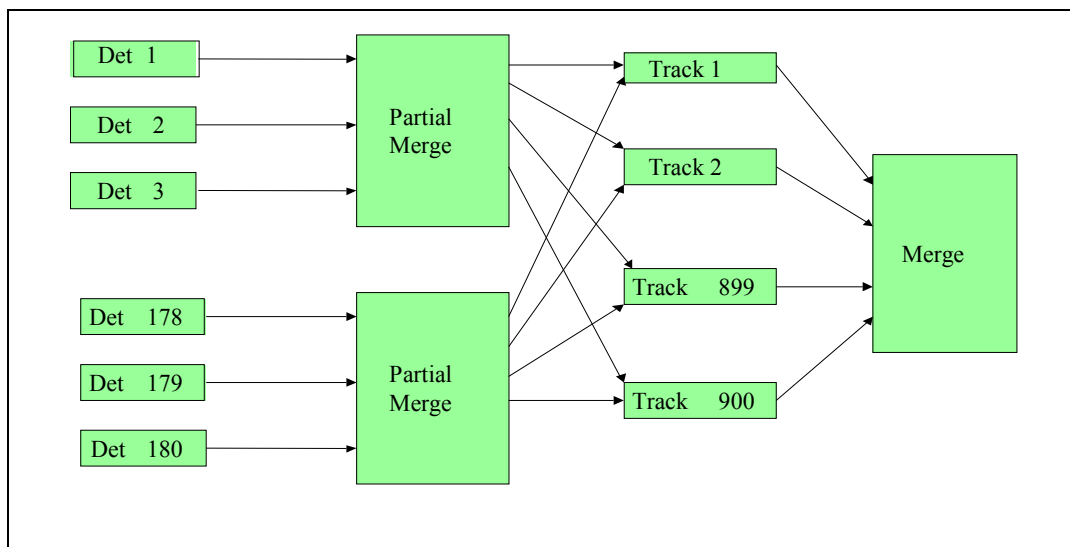 Det 1
Det 2
Det 3
Partial
Merge
Det 178
Det 179
Det 180
Partial
Merge
Track 1
Track 2
Track 899
Track 900
Merge